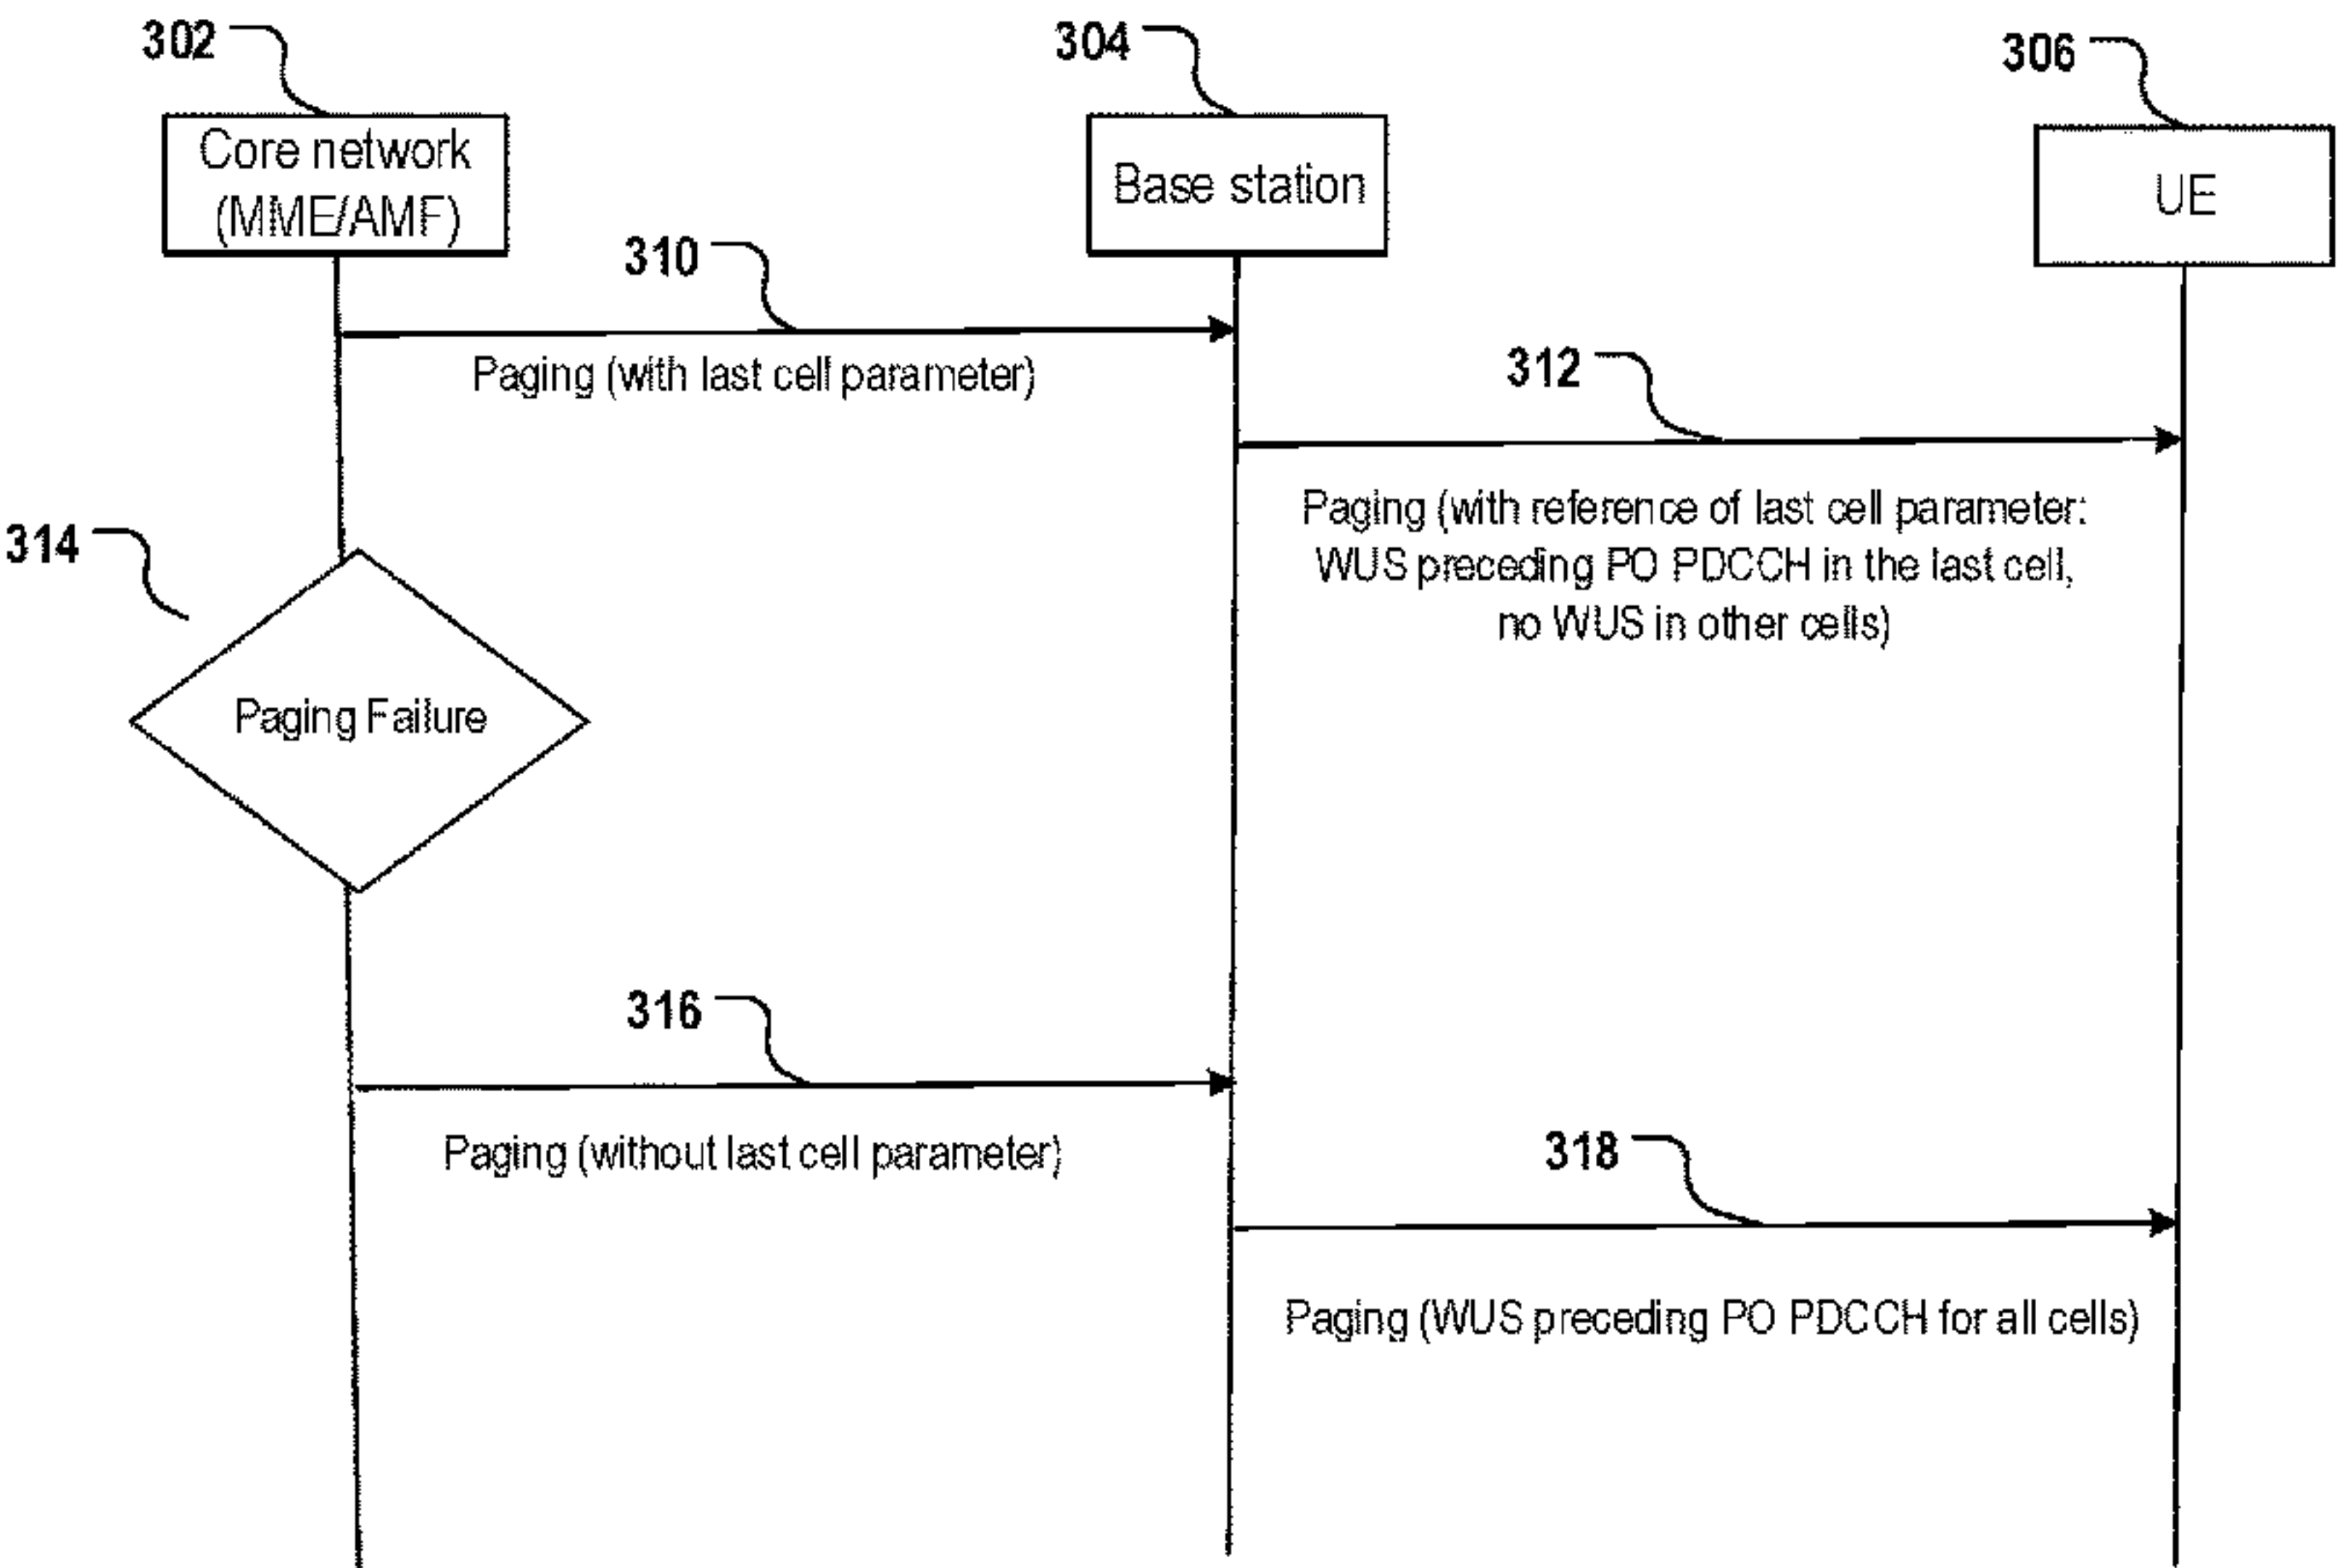 302
304
306
Core network
(MME/AMF)
Base station
UE
310
Paging (with last cell parameter)
312
Paging (with reference of last cell parameter:
WUS preceding PO PDCCH in the last cell,
no WUS in other cells)
314
Paging Failure
316
Paging (without last cell parameter)
318
Paging (WUS preceding PO PDCCH for all cells)